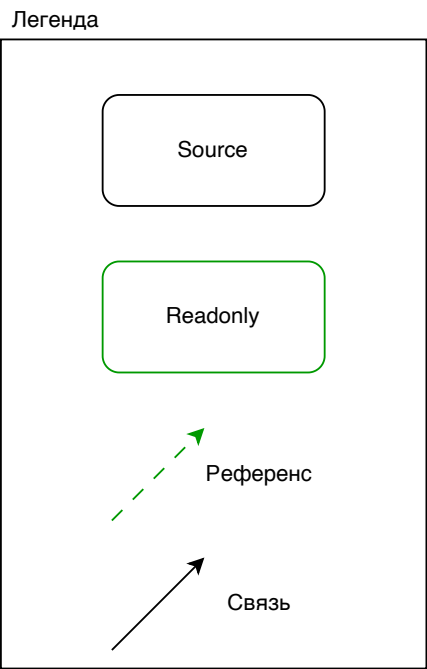 Легенда
Source
Readonly
Референс
Связь